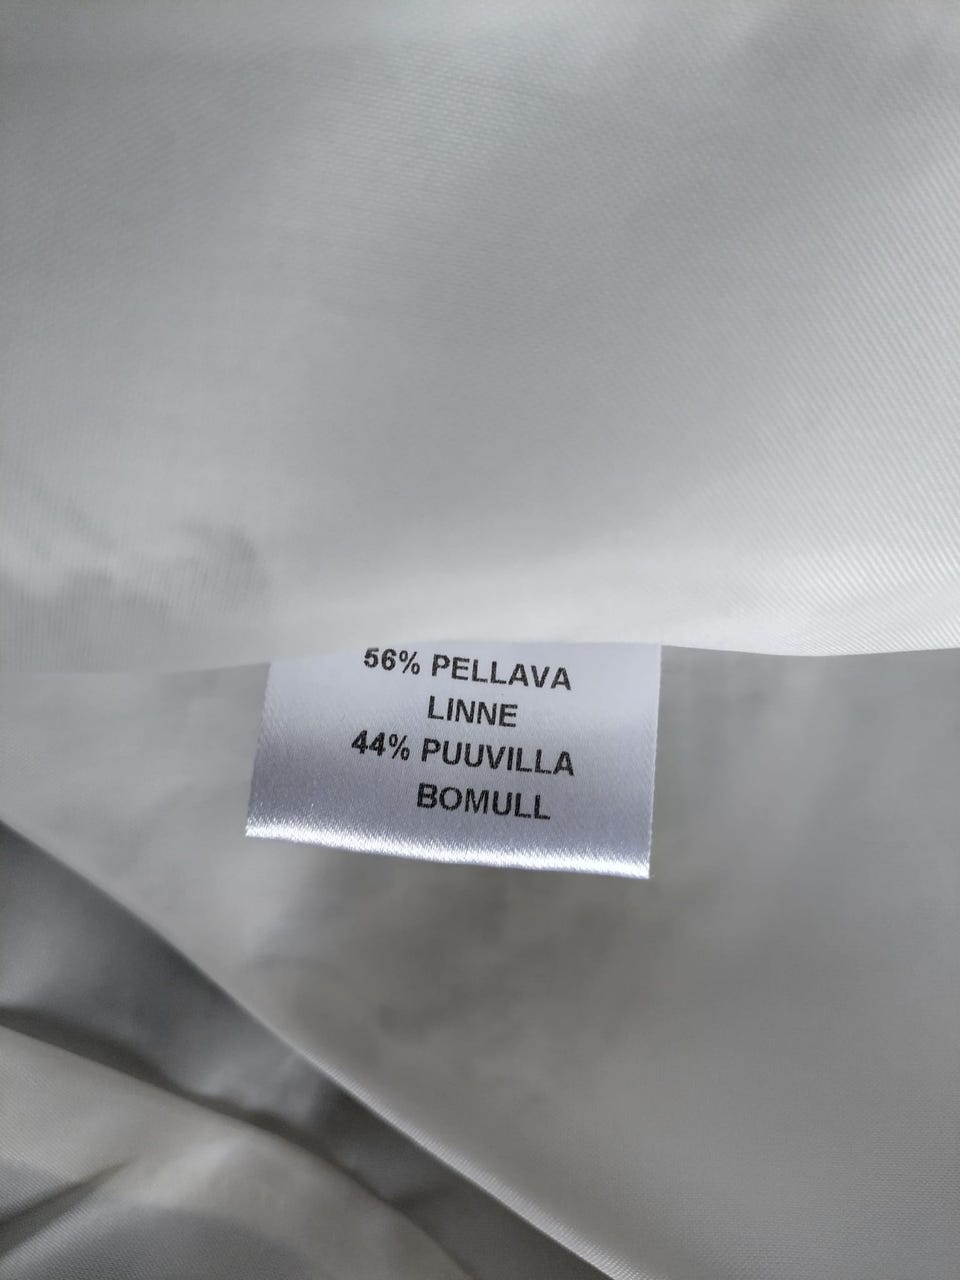 56% PELLAVA
LINNE
44% PUUVILLA
BOMULL